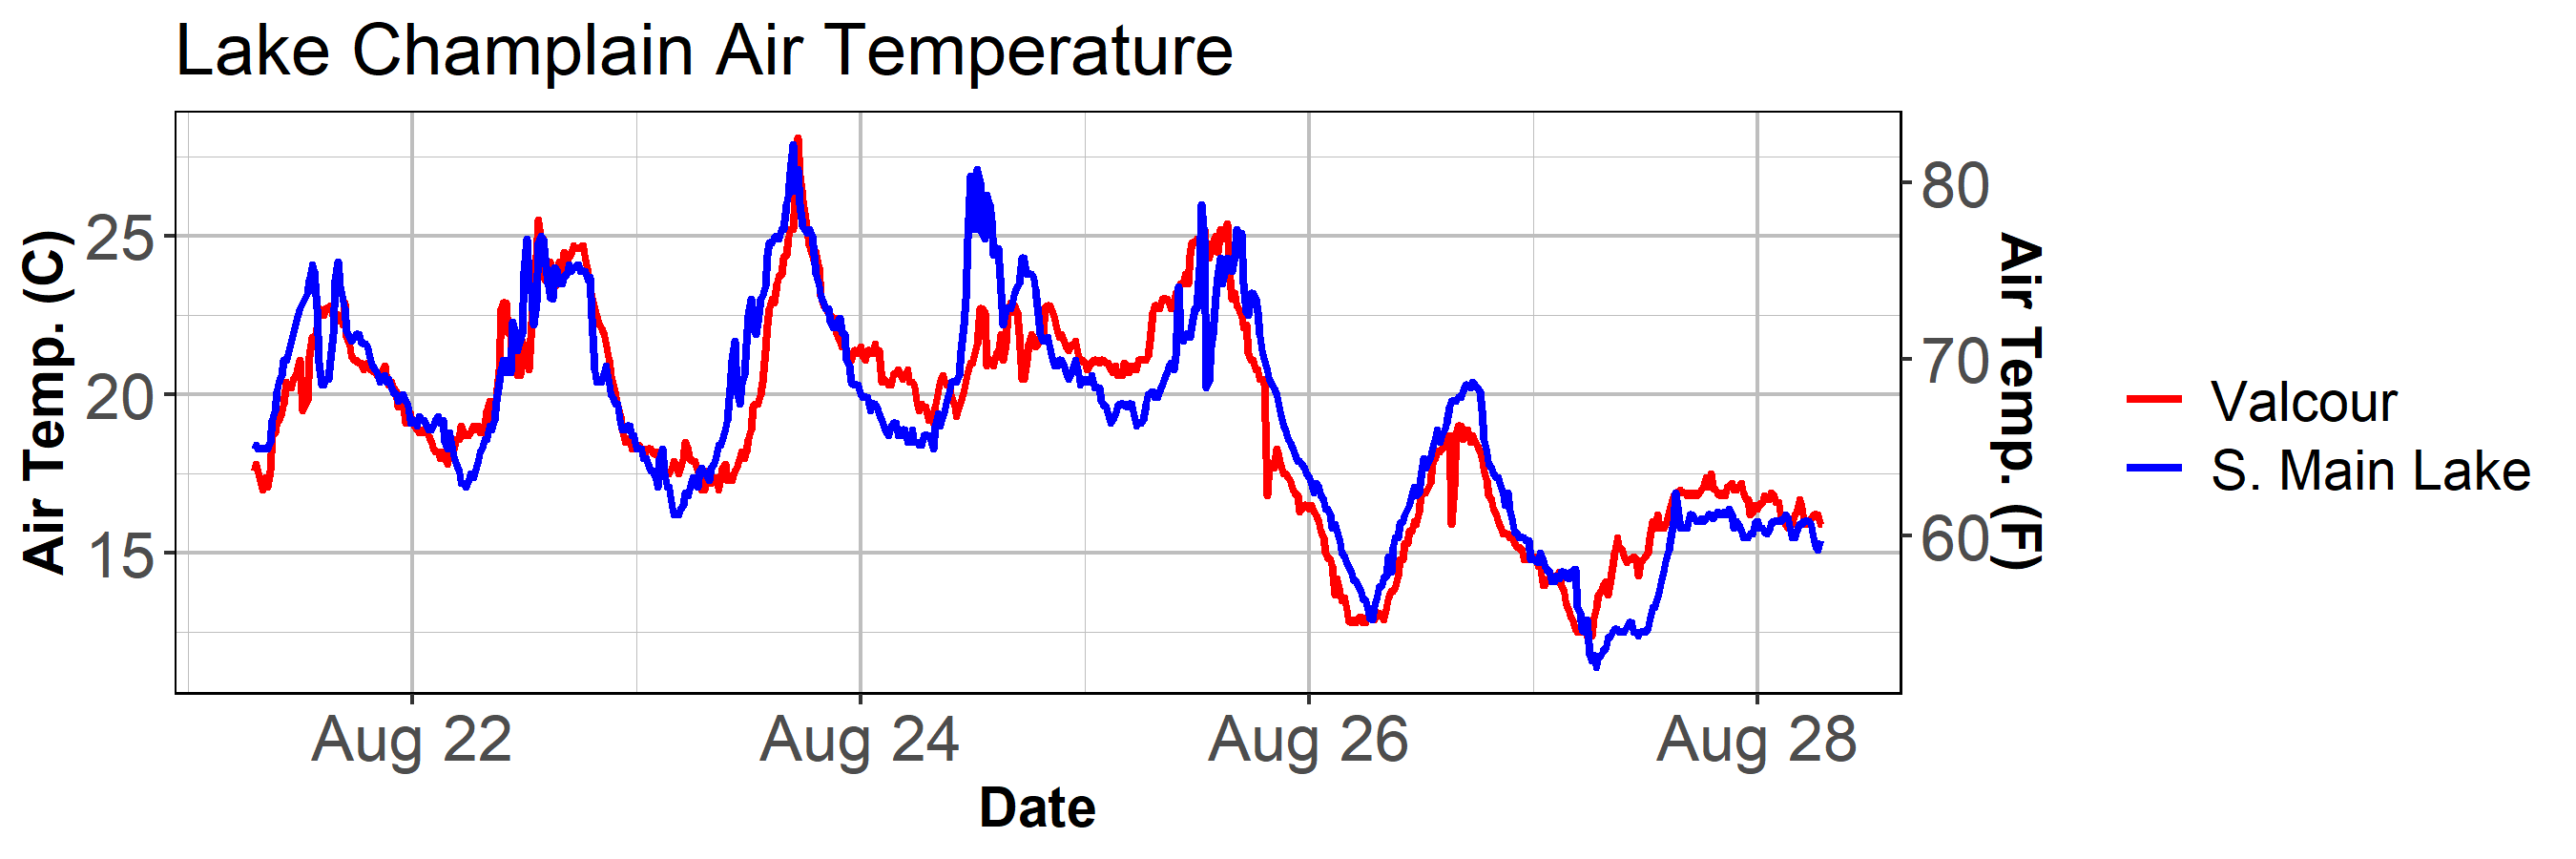 Lake Champlain Air Temperature
Air Temp. (C)
25
20
15
80
70
60
Air Temp. (F)
Aug 22 Aug 24 Aug 26 Aug 28
Date
Valcour
S. Main Lake